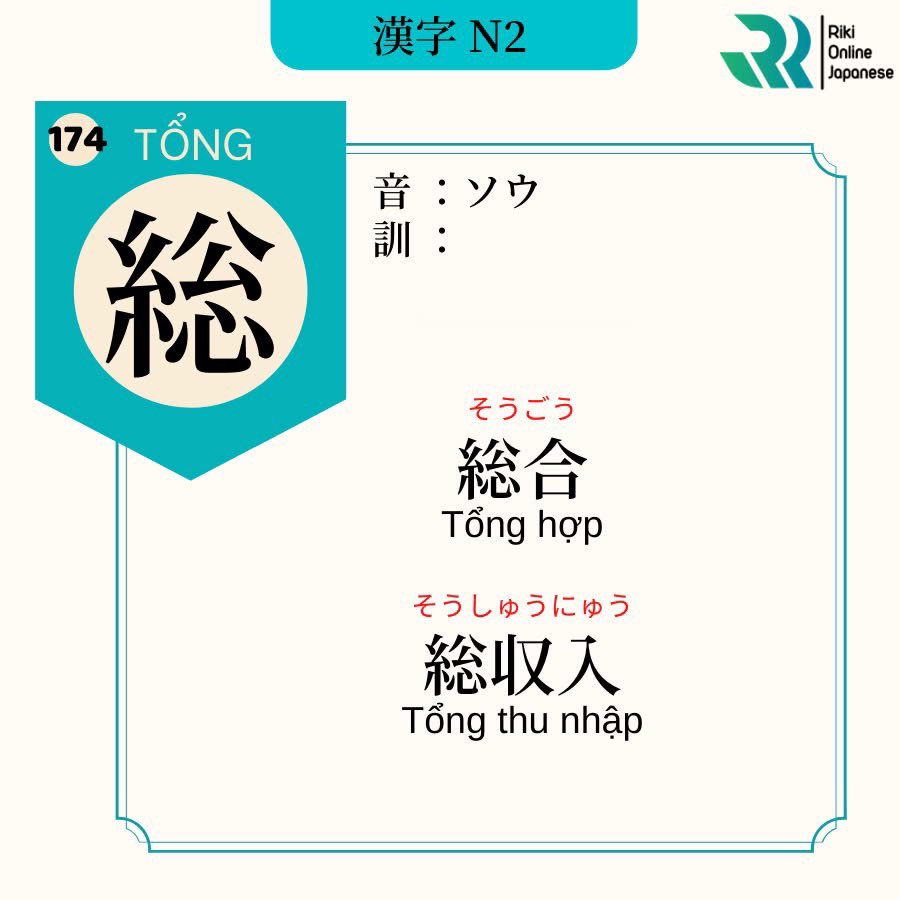 漢字 N2
Riki
Online
Japanese
174 TỔNG
総
音 ：ソウ
訓 ：
そうごう
総合
Tổng hợp
そうしゅうにゅう
総収入
Tổng thu nhập